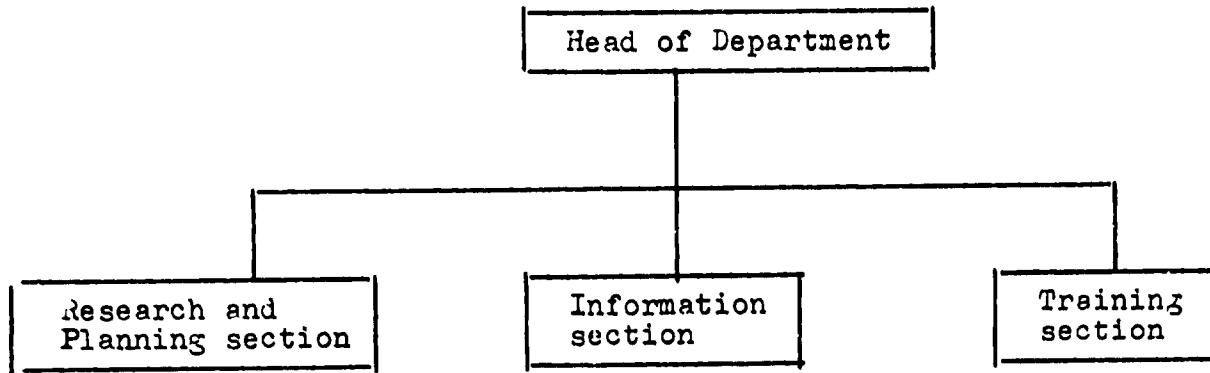 Head of Department
Research and
Planning section
Information
section
Training
section